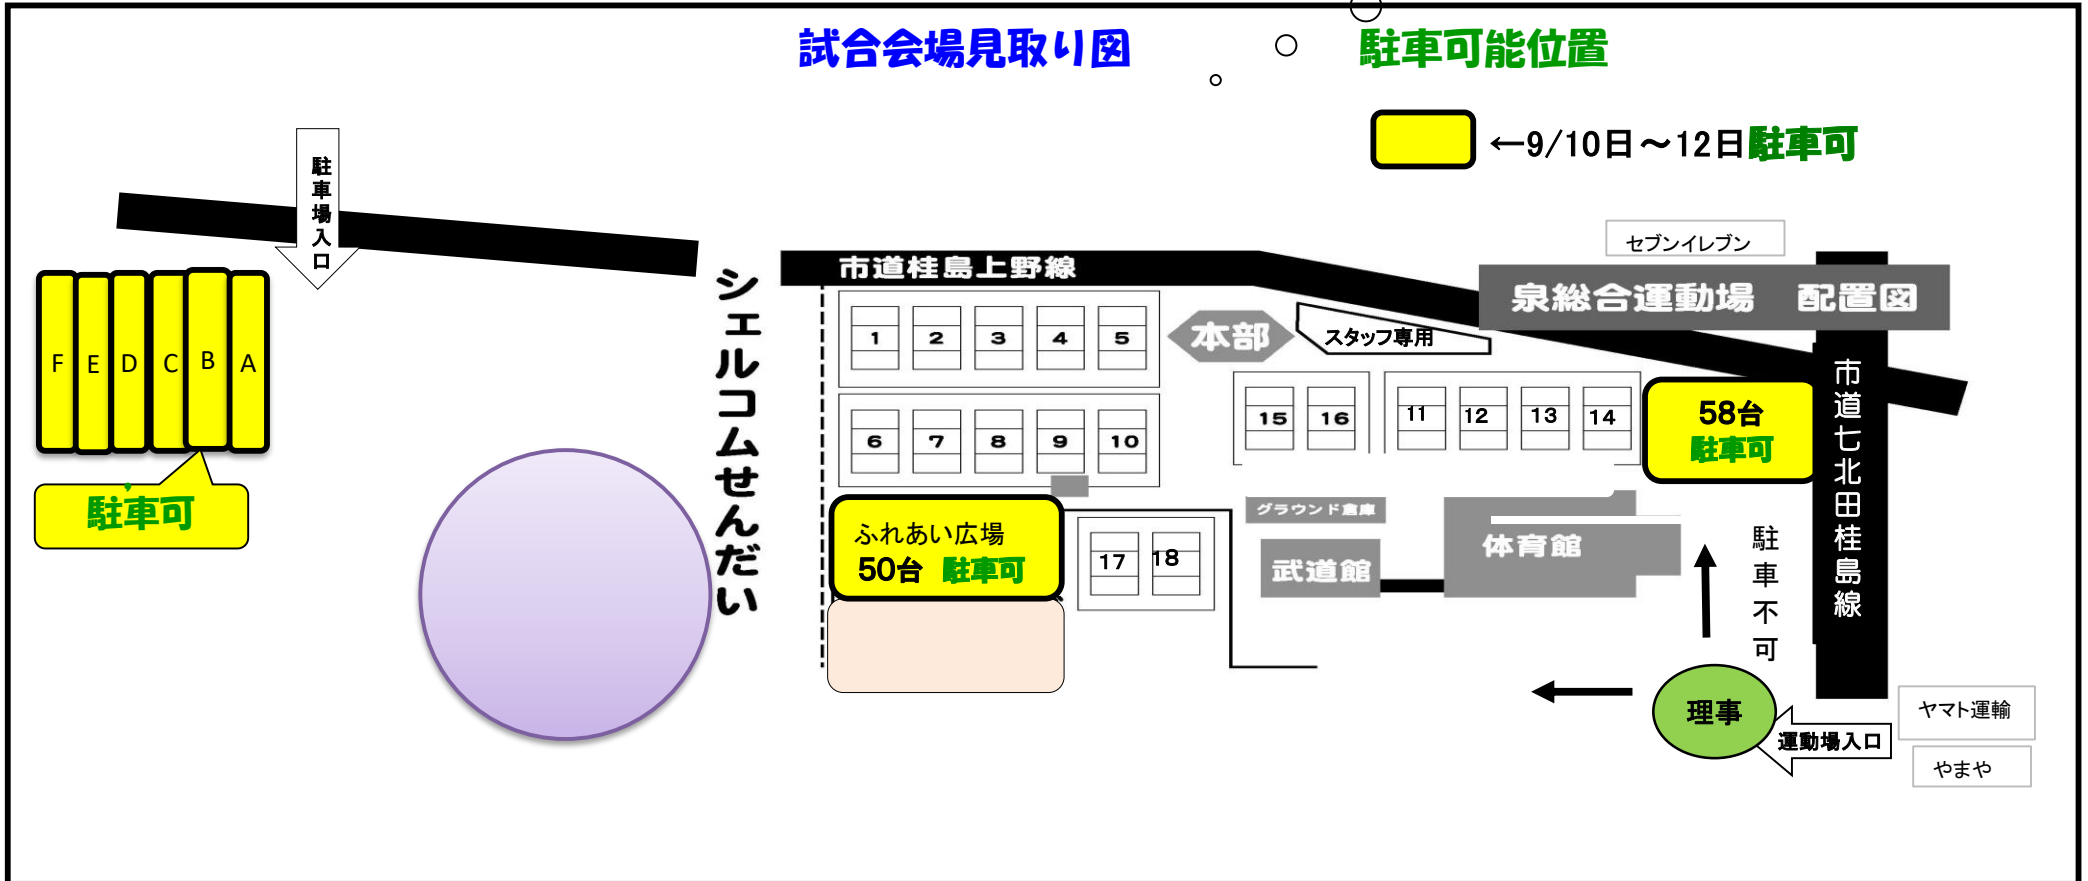 試合会場見取り図
駐車可能位置
←9/10日～12日駐車可
駐車場入口
セブンイレブン
市道桂島上野線
泉総合運動場　配置図
シェルコムせんだい
1 2 3 4 5
本部
スタッフ専用
F E D C B A
市道七北田桂島線
15 16 11 12 13 14
58台
駐車可
6 7 8 9 10
駐車可
ふれあい広場
50台 駐車可
17 18
グラウンド倉庫
武道館
体育館
駐車不可
理事
運動場入口
ヤマト運輸
やまや